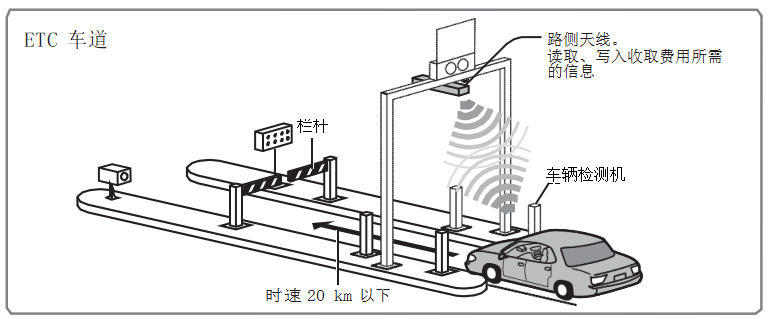 ETC 车道
路侧天线。
读取、写入收取费用所需
的信息
栏杆
车辆检测机
时速 20 km 以下